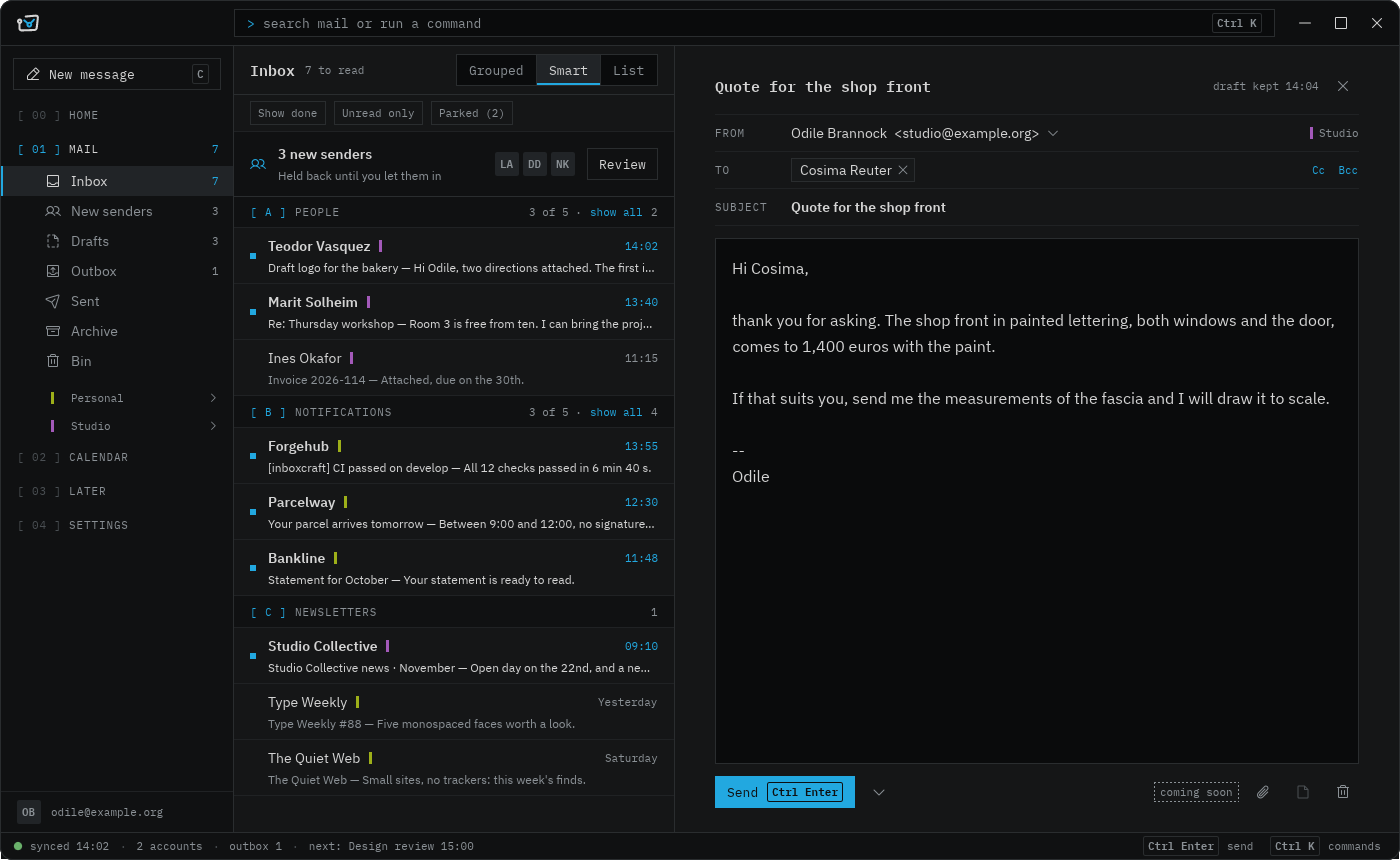 > search mail or run a command Ctrl K
New message C
[ 00 ] HOME
[ 01 ] MAIL 7
Inbox 7
New senders 3
Drafts 3
Outbox 1
Sent
Archive
Bin
Personal
Studio
[ 02 ] CALENDAR
[ 03 ] LATER
[ 04 ] SETTINGS
OB odile@example.org
Inbox 7 to read Grouped Smart List
Show done Unread only Parked (2)
3 new senders
Held back until you let them in
LA DD NK Review
[ A ] PEOPLE 3 of 5 · show all 2
Teodor Vasquez 14:02
Draft logo for the bakery — Hi Odile, two directions attached. The first i…
Marit Solheim 13:40
Re: Thursday workshop — Room 3 is free from ten. I can bring the proj…
Ines Okafor 11:15
Invoice 2026-114 — Attached, due on the 30th.
[ B ] NOTIFICATIONS 3 of 5 · show all 4
Forgehub 13:55
[inboxcraft] CI passed on develop — All 12 checks passed in 6 min 40 s.
Parcelway 12:30
Your parcel arrives tomorrow — Between 9:00 and 12:00, no signature…
Bankline 11:48
Statement for October — Your statement is ready to read.
[ C ] NEWSLETTERS 1
Studio Collective 09:10
Studio Collective news · November — Open day on the 22nd, and a ne…
Type Weekly Yesterday
Type Weekly #88 — Five monospaced faces worth a look.
The Quiet Web Saturday
The Quiet Web — Small sites, no trackers: this week's finds.
Quote for the shop front draft kept 14:04
FROM Odile Brannock <studio@example.org> Studio
TO Cosima Reuter Cc Bcc
SUBJECT Quote for the shop front
Hi Cosima,
thank you for asking. The shop front in painted lettering, both windows and the door,
comes to 1,400 euros with the paint.
If that suits you, send me the measurements of the fascia and I will draw it to scale.
--
Odile
Send Ctrl Enter coming soon
synced 14:02 · 2 accounts · outbox 1 · next: Design review 15:00 Ctrl Enter send Ctrl K commands